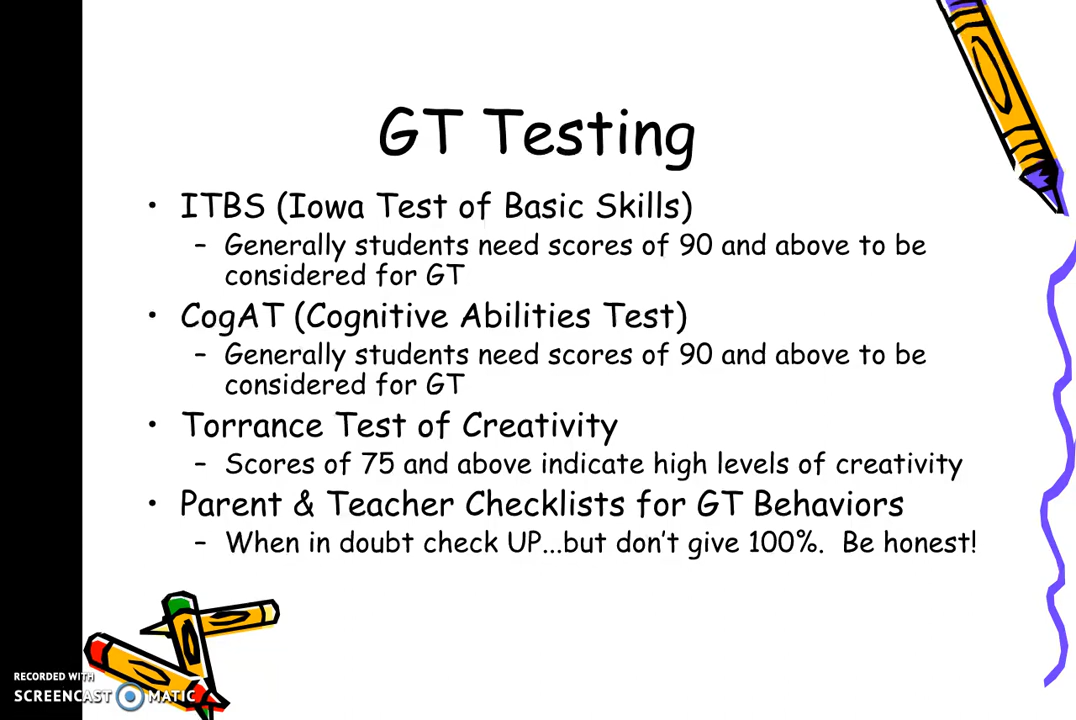 GT Testing
• ITBS (Iowa Test of Basic Skills)
– Generally students need scores of 90 and above to be
considered for GT
• CogAT (Cognitive Abilities Test)
– Generally students need scores of 90 and above to be
considered for GT
• Torrance Test of Creativity
– Scores of 75 and above indicate high levels of creativity
• Parent & Teacher Checklists for GT Behaviors
– When in doubt check UP...but don't give 100%. Be honest!
RECORDED WITH
SCREENCAST MATIC